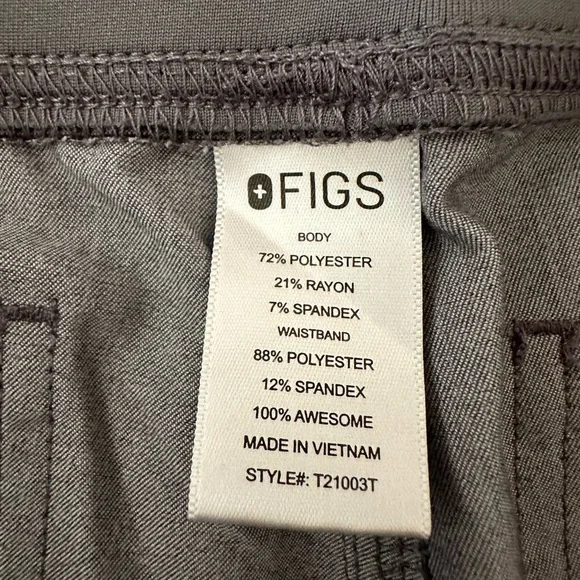 FIGS
BODY
72% POLYESTER
21% RAYON
7% SPANDEX
WAISTBAND
88% POLYESTER
12% SPANDEX
100% AWESOME
MADE IN VIETNAM
STYLE#: T21003T